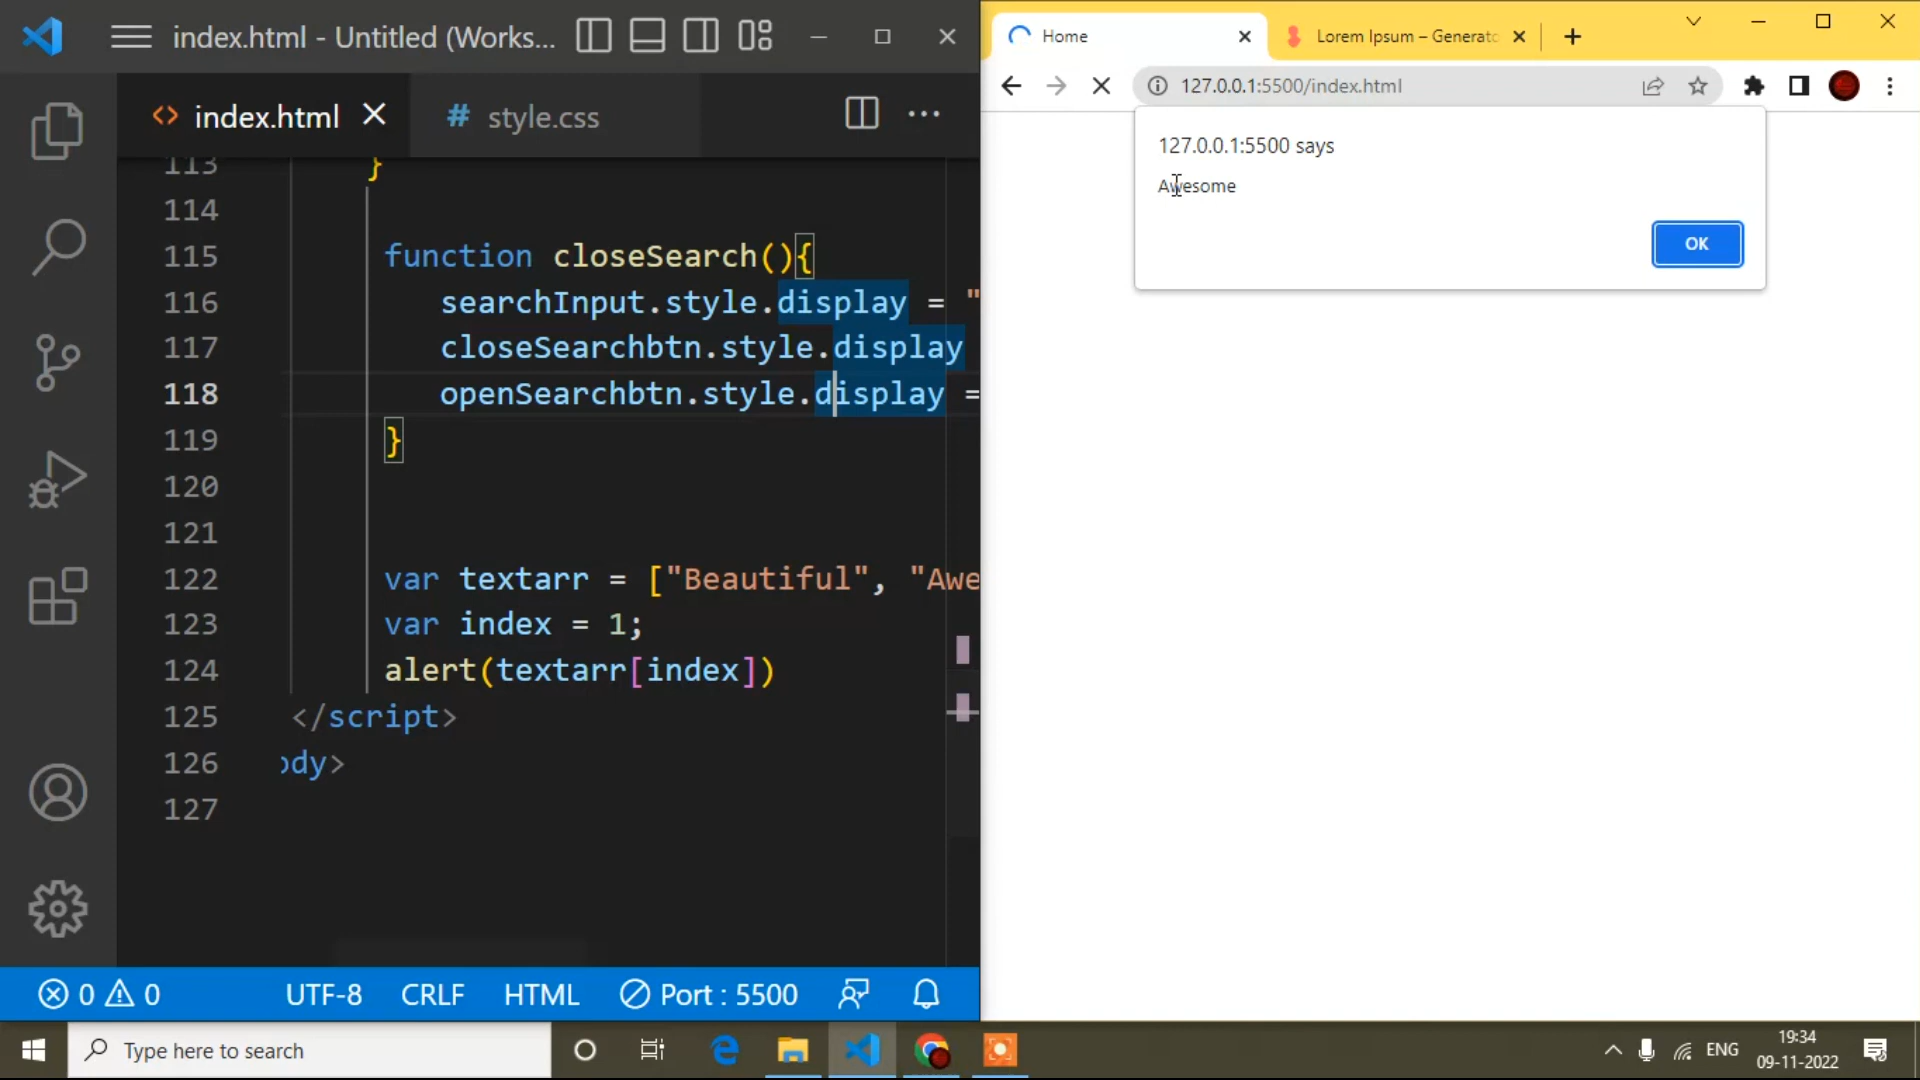 index.html - Untitled (Works...
index.html
# style.css
113 }
114
115 function closeSearch(){
116 searchInput.style.display = "
117 closeSearchbtn.style.display
118 openSearchbtn.style.display =
119 }
120
121
122 var textarr = ["Beautiful", "Awe
123 var index = 1;
124 alert(textarr[index])
125 </script>
126 ody>
127
0 0 UTF-8 CRLF HTML Port : 5500
Home
Lorem Ipsum – Generato
127.0.0.1:5500/index.html
127.0.0.1:5500 says
Awesome
OK
Type here to search
ENG
19:34
09-11-2022